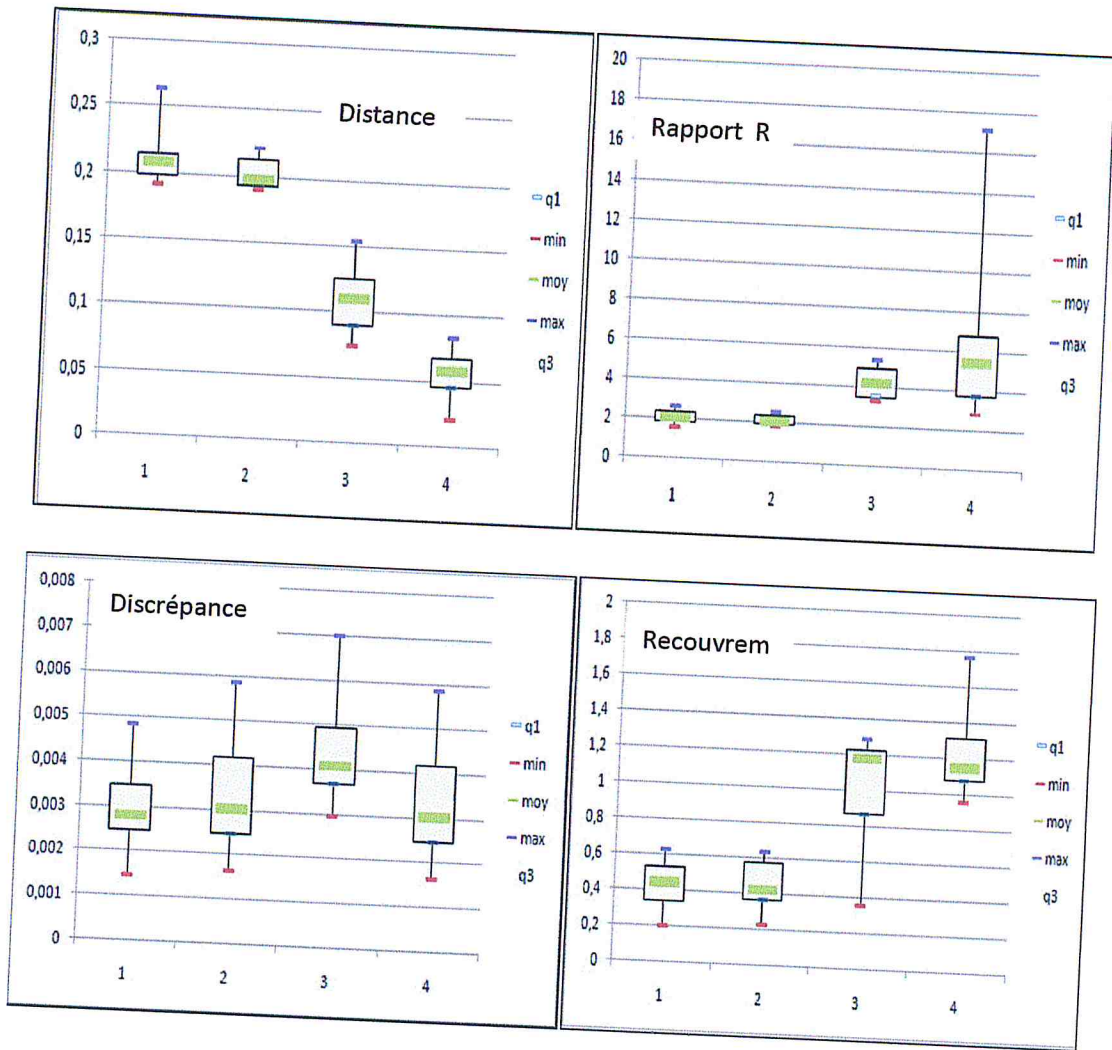 Distance
0,3
0,25
0,2
0,15
0,1
0,05
0
1 2 3 4
q1
min
moy
max
q3
Rapport R
20
18
16
14
12
10
8
6
4
2
0
1 2 3 4
q1
min
moy
max
q3
Discrépance
0,008
0,007
0,006
0,005
0,004
0,003
0,002
0,001
0
1 2 3 4
q1
min
moy
max
q3
Recouvrem
2
1,8
1,6
1,4
1,2
1
0,8
0,6
0,4
0,2
0
1 2 3 4
q1
min
moy
max
q3